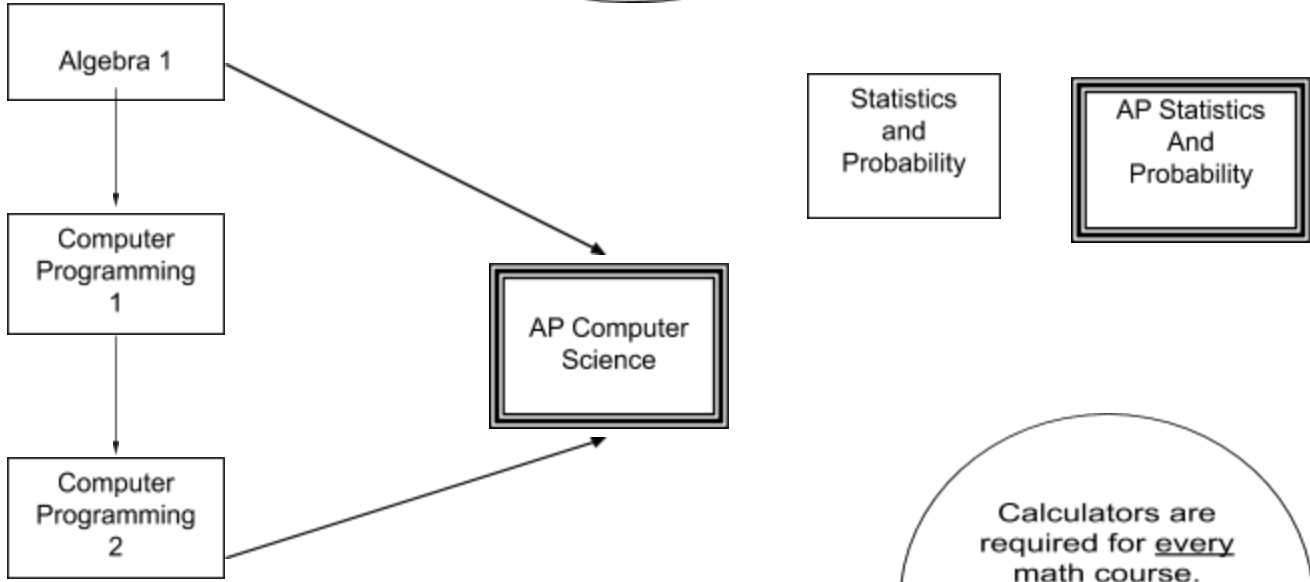 Algebra 1
Statistics
and
Probability
AP Statistics
And
Probability
Computer
Programming
1
AP Computer
Science
Computer
Programming
2
Calculators are
required for every
math course.